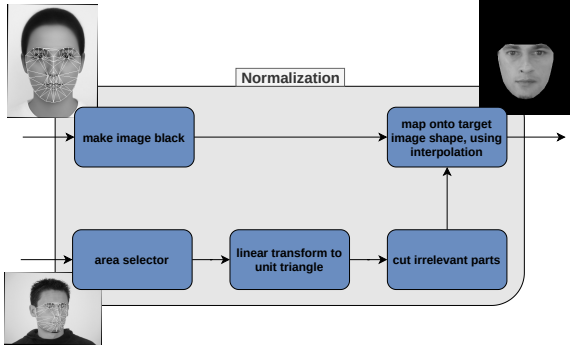 Normalization
make image black
map onto target
image shape, using
interpolation
area selector
linear transform to
unit triangle
cut irrelevant parts